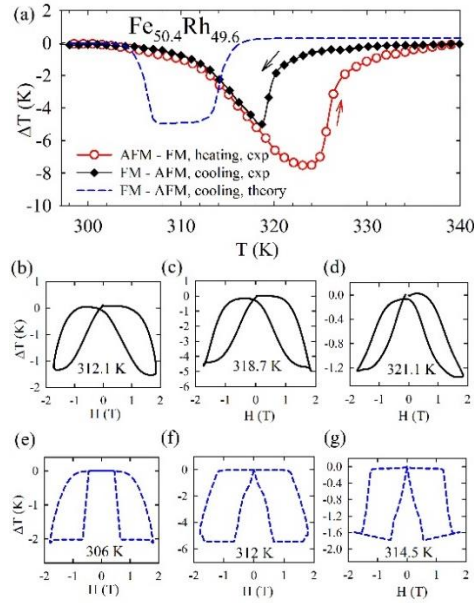 (a)
Fe50.4Rh49.6
0
-2
-4
-6
-8
-10
ΔT (K)
AFM - FM, heating, exp
FM - AFM, cooling, exp
FM - AFM, cooling, theory
300 310 320 330 340
T (K)
(b) (c) (d)
ΔT (K)
0
-1
-2
312.1 K
-2 -1 0 1 2
H (T)
1
0
-1
-2
-3
-4
-5
318.7 K
-2 -1 0 1 2
H (T)
0.0
-0.4
-0.8
-1.2
321.1 K
-2 -1 0 1 2
H (T)
(e) (f) (g)
ΔT (K)
0
-1
-2
306 K
-2 -1 0 1 2
H (T)
0
-2
-4
-6
312 K
-2 -1 0 1 2
H (T)
0.0
-0.4
-0.8
-1.2
-1.6
-2.0
314.5 K
-2 -1 0 1 2
H (T)